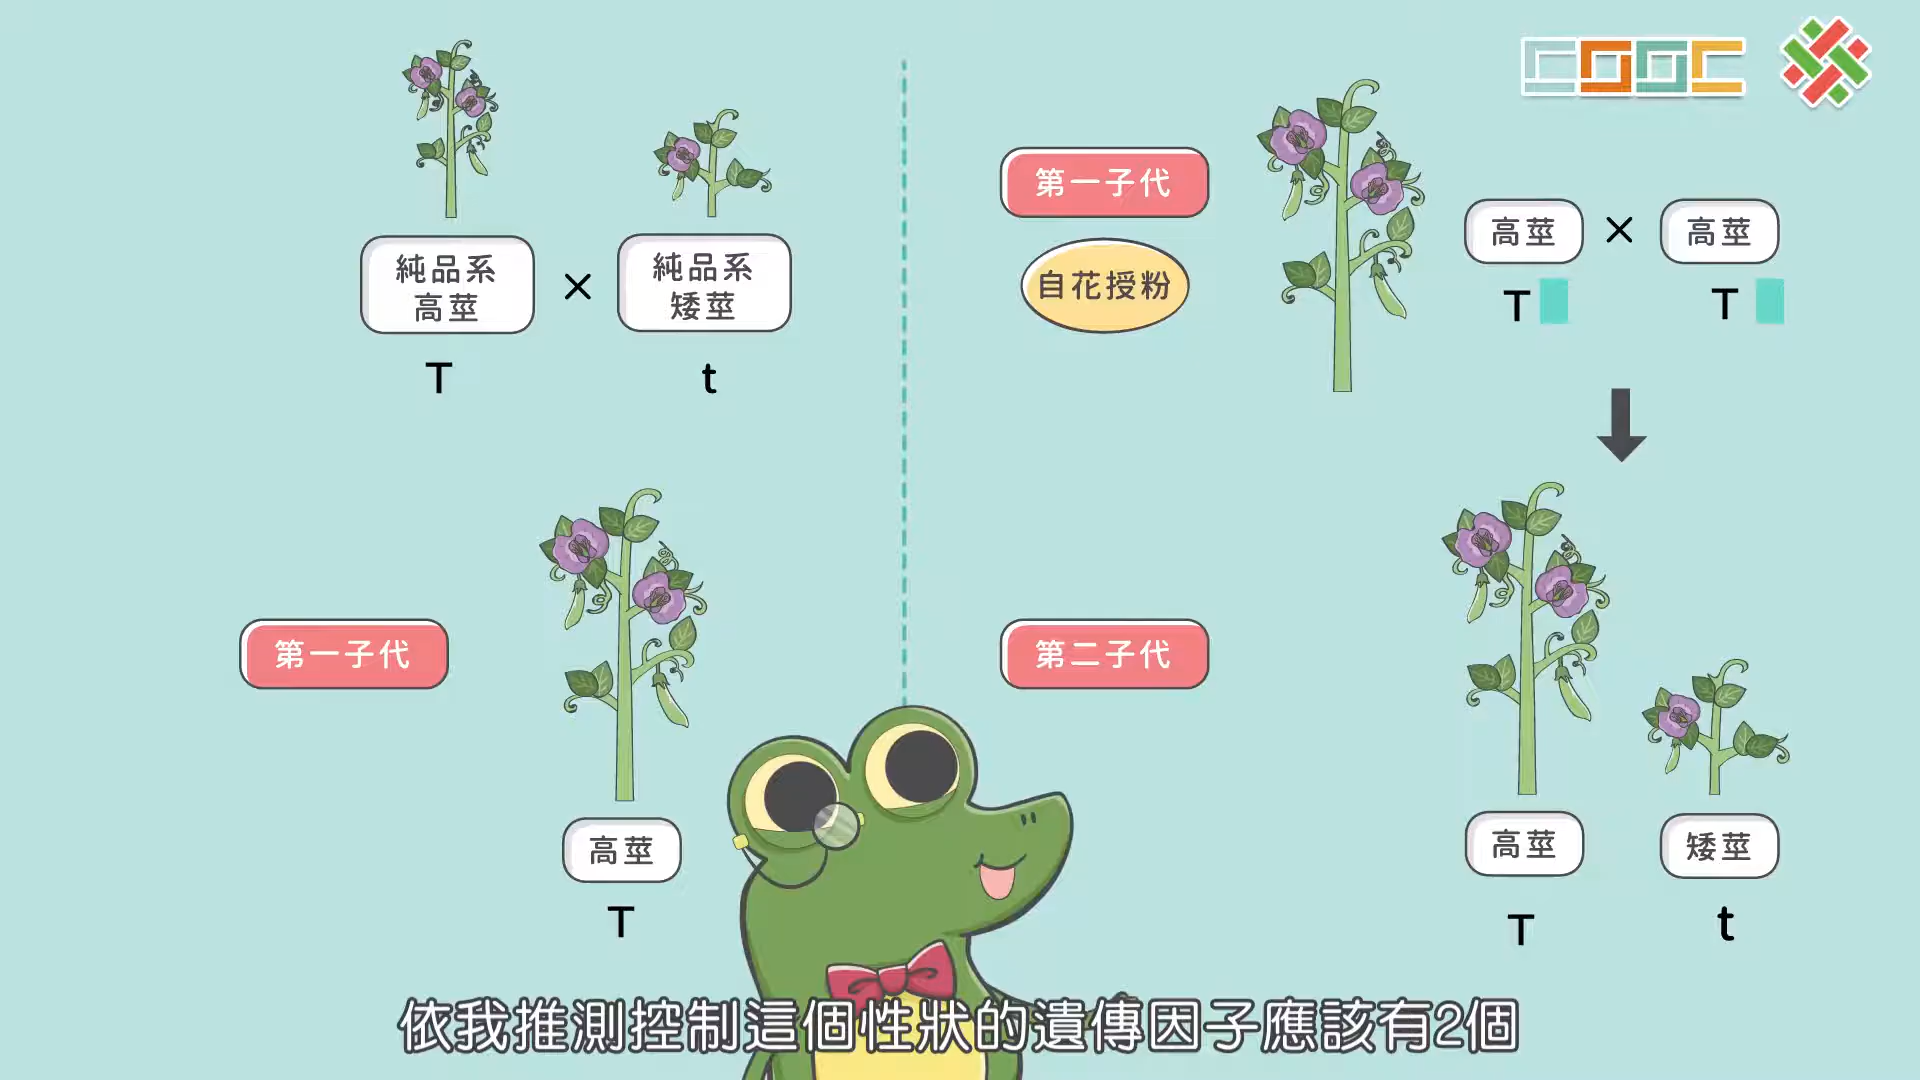 純品系
高莖
×
純品系
矮莖
T
t
第一子代
高莖
T
COOC
第一子代
自花授粉
高莖
×
高莖
T
T
第二子代
高莖
矮莖
T
t
依我推測控制這個性狀的遺傳因子應該有2個